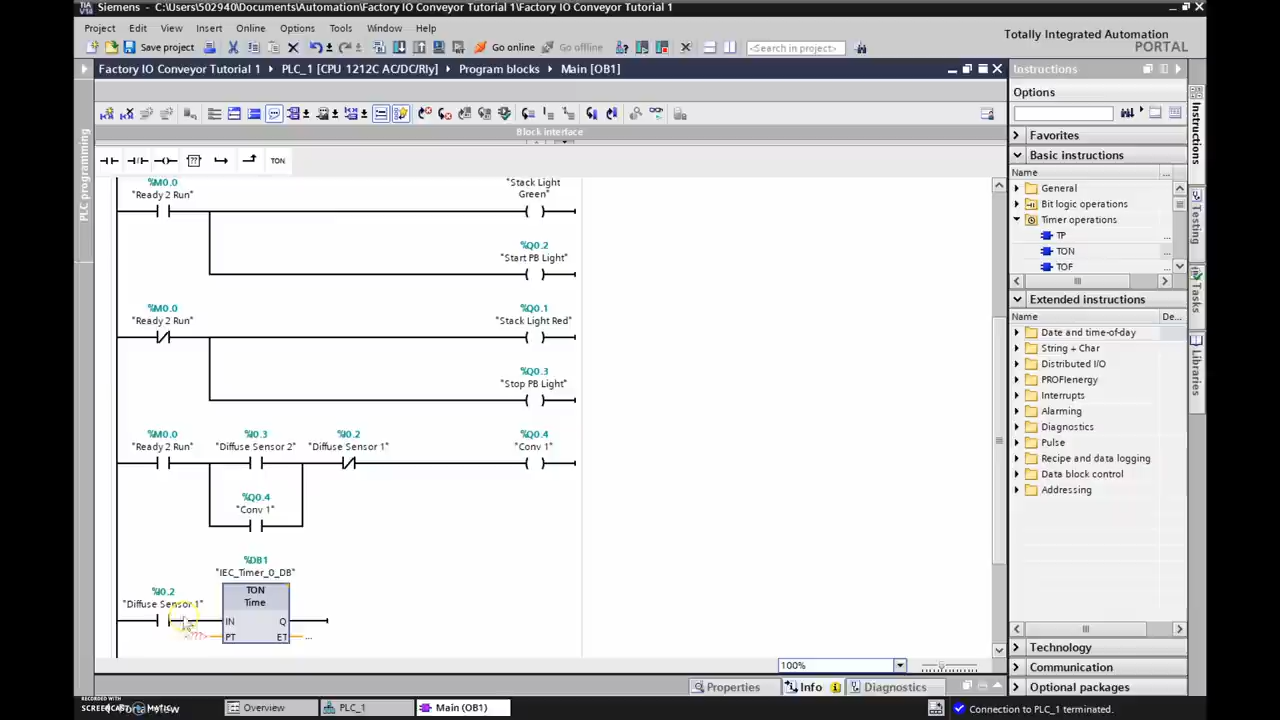 TIA
V14
Siemens - C:\Users\502940\Documents\Automation\Factory IO Conveyor Tutorial 1\Factory IO Conveyor Tutorial 1
Project Edit View Insert Online Options Tools Window Help
Totally Integrated Automation
PORTAL
Save project
Go online
Go offline
<Search in project>
Factory IO Conveyor Tutorial 1 PLC_1 [CPU 1212C AC/DC/Rly] Program blocks Main [OB1]
Instructions
Options
Block interface
PLC programming
TON
%M0.0
"Ready 2 Run"
"Stack Light
Green"
%Q0.2
"Start PB Light"
%M0.0
"Ready 2 Run"
%Q0.1
"Stack Light Red"
%Q0.3
"Stop PB Light"
%M0.0
"Ready 2 Run"
%I0.3
"Diffuse Sensor 2"
%I0.2
"Diffuse Sensor 1"
%Q0.4
"Conv 1"
%Q0.4
"Conv 1"
%DB1
"IEC_Timer_0_DB"
%I0.2
"Diffuse Sensor 1"
TON
Time
IN Q
<???> PT ET ...
100%
Favorites
Basic instructions
Name ...
General
Bit logic operations
Timer operations
TP ...
TON ...
TOF ...
Extended instructions
Name De...
Date and time-of-day
String + Char
Distributed I/O
PROFIenergy
Interrupts
Alarming
Diagnostics
Pulse
Recipe and data logging
Data block control
Addressing
Technology
Communication
Optional packages
Instructions
Testing
Tasks
Libraries
Properties Info Diagnostics
RECORDED WITH
SCREENCAST MATIC
Overview PLC_1 Main (OB1)
Connection to PLC_1 terminated.